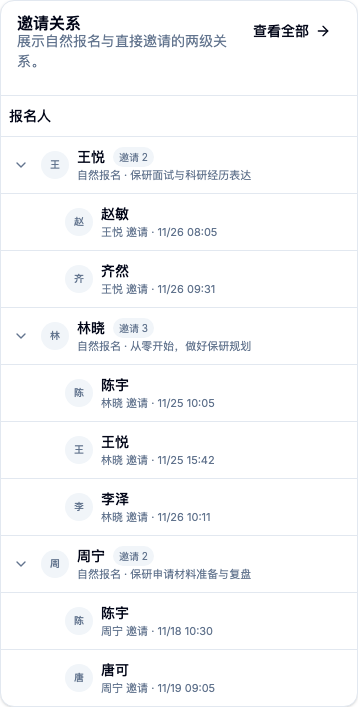 邀请关系
查看全部 →
展示自然报名与直接邀请的两级关
系。
报名人
王 王悦 邀请 2
自然报名 · 保研面试与科研经历表达
赵 赵敏
王悦 邀请 · 11/26 08:05
齐 齐然
王悦 邀请 · 11/26 09:31
林 林晓 邀请 3
自然报名 · 从零开始，做好保研规划
陈 陈宇
林晓 邀请 · 11/25 10:05
王 王悦
林晓 邀请 · 11/25 15:42
李 李泽
林晓 邀请 · 11/26 10:11
周 周宁 邀请 2
自然报名 · 保研申请材料准备与复盘
陈 陈宇
周宁 邀请 · 11/18 10:30
唐 唐可
周宁 邀请 · 11/19 09:05